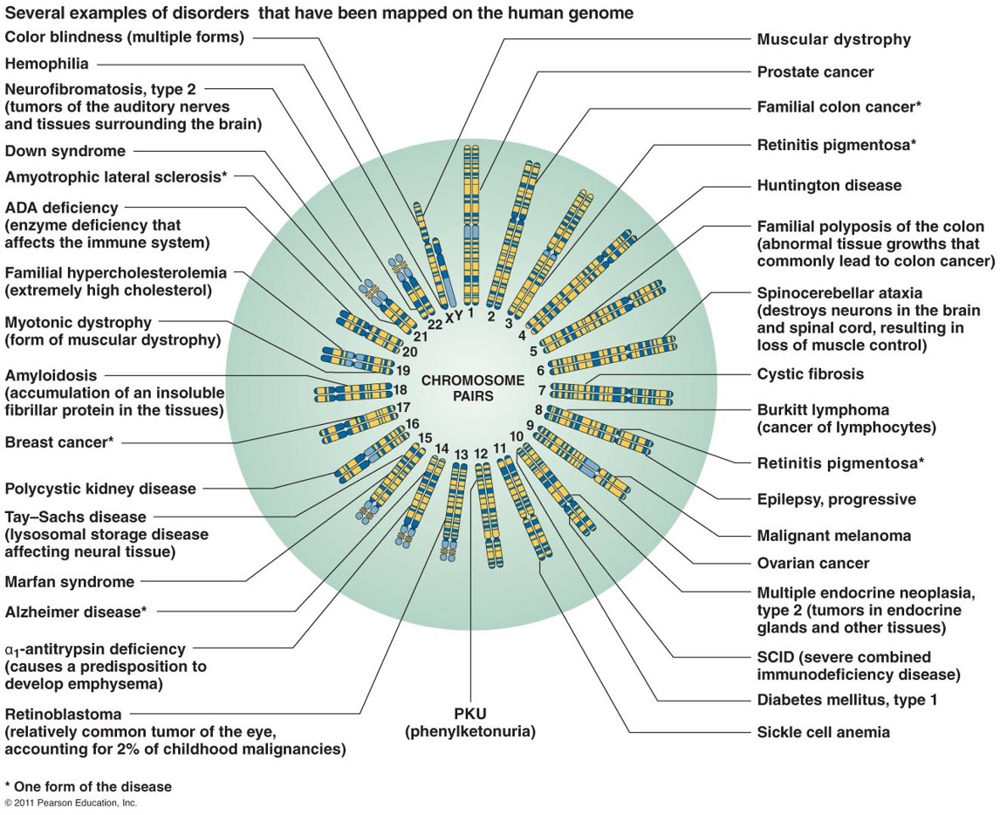 Several examples of disorders that have been mapped on the human genome
Color blindness (multiple forms)
Hemophilia
Neurofibromatosis, type 2
(tumors of the auditory nerves
and tissues surrounding the brain)
Down syndrome
Amyotrophic lateral sclerosis*
ADA deficiency
(enzyme deficiency that
affects the immune system)
Familial hypercholesterolemia
(extremely high cholesterol)
Myotonic dystrophy
(form of muscular dystrophy)
Amyloidosis
(accumulation of an insoluble
fibrillar protein in the tissues)
Breast cancer*
Polycystic kidney disease
Tay–Sachs disease
(lysosomal storage disease
affecting neural tissue)
Marfan syndrome
Alzheimer disease*
α1-antitrypsin deficiency
(causes a predisposition to
develop emphysema)
Retinoblastoma
(relatively common tumor of the eye,
accounting for 2% of childhood malignancies)
CHROMOSOME
PAIRS
1
2
3
4
5
6
7
8
9
10
11
12
13
14
15
16
17
18
19
20
21
22
XY
PKU
(phenylketonuria)
Muscular dystrophy
Prostate cancer
Familial colon cancer*
Retinitis pigmentosa*
Huntington disease
Familial polyposis of the colon
(abnormal tissue growths that
commonly lead to colon cancer)
Spinocerebellar ataxia
(destroys neurons in the brain
and spinal cord, resulting in
loss of muscle control)
Cystic fibrosis
Burkitt lymphoma
(cancer of lymphocytes)
Retinitis pigmentosa*
Epilepsy, progressive
Malignant melanoma
Ovarian cancer
Multiple endocrine neoplasia,
type 2 (tumors in endocrine
glands and other tissues)
SCID (severe combined
immunodeficiency disease)
Diabetes mellitus, type 1
Sickle cell anemia
* One form of the disease
© 2011 Pearson Education, Inc.